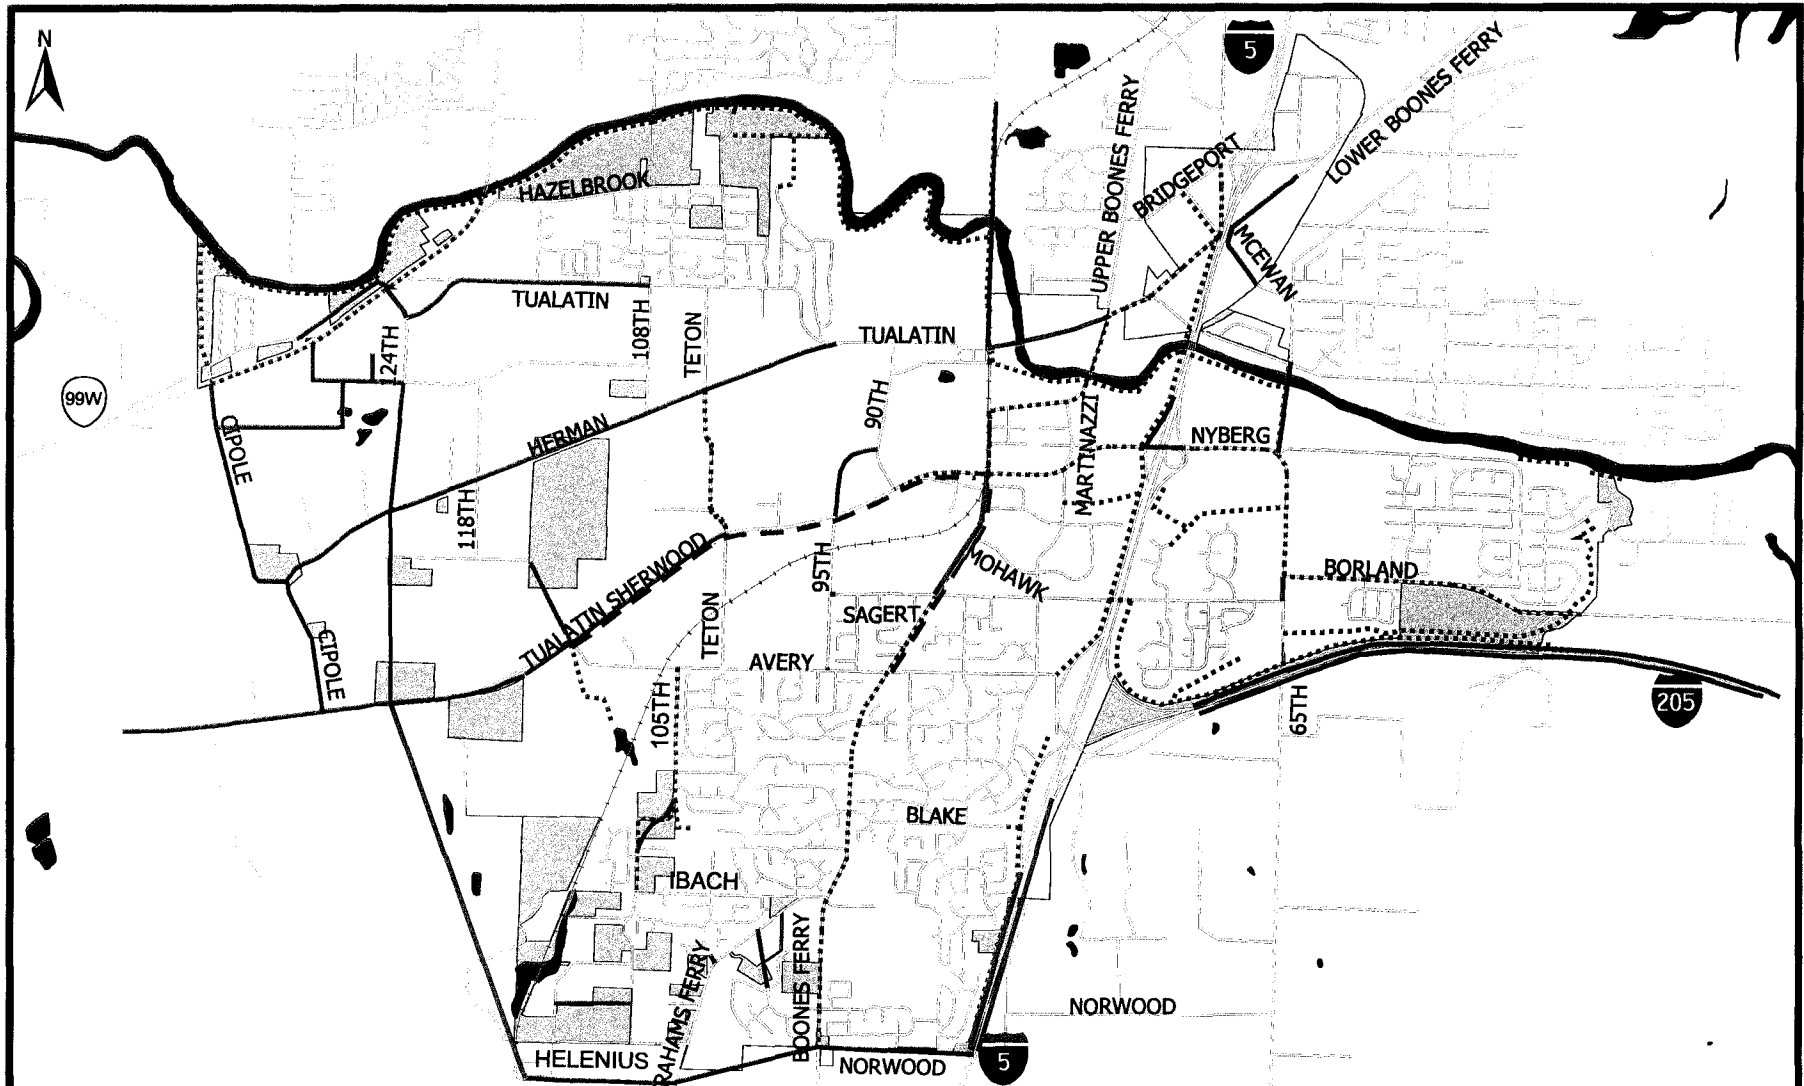 N
5
LOWER BOONES FERRY
UPPER BOONES FERRY
BRIDGEPORT
HAZELBROOK
MCEWAN
TUALATIN
108TH
TETON
124TH
TUALATIN
99W
90TH
MARTINAZZI
CIPOLE
HERMAN
NYBERG
118TH
TUALATIN SHERWOOD
95TH
MOHAWK
BORLAND
SAGERT
TETON
CIPOLE
AVERY
105TH
65TH
205
BLAKE
IBACH
BOONES FERRY
RAHAMS FERRY
NORWOOD
HELENIUS
NORWOOD
5